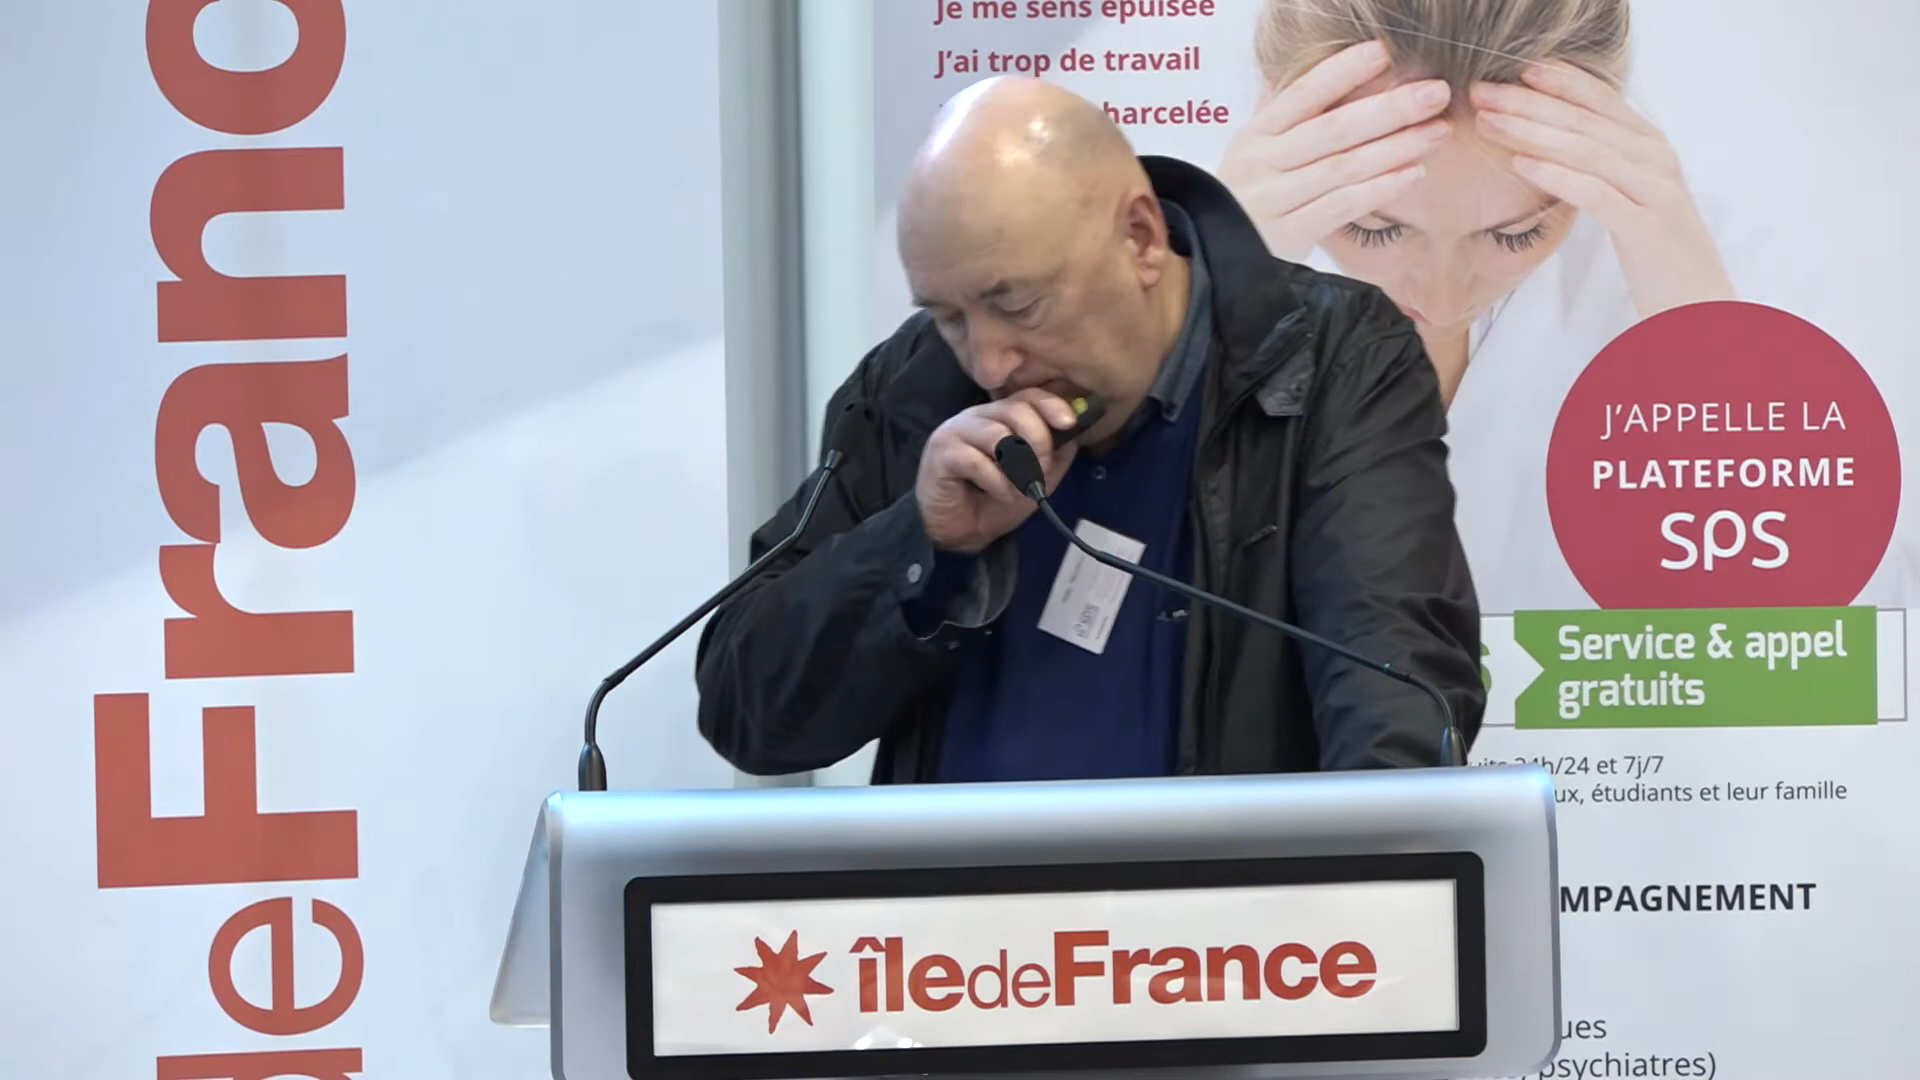 Je me sens épuisée
J'ai trop de travail
harcelée
J'APPELLE LA
PLATEFORME
SPS
Service & appel
gratuits
24h/24 et 7j/7
ux, étudiants et leur famille
MPAGNEMENT
ues
psychiatres)
deFranc
îledeFrance